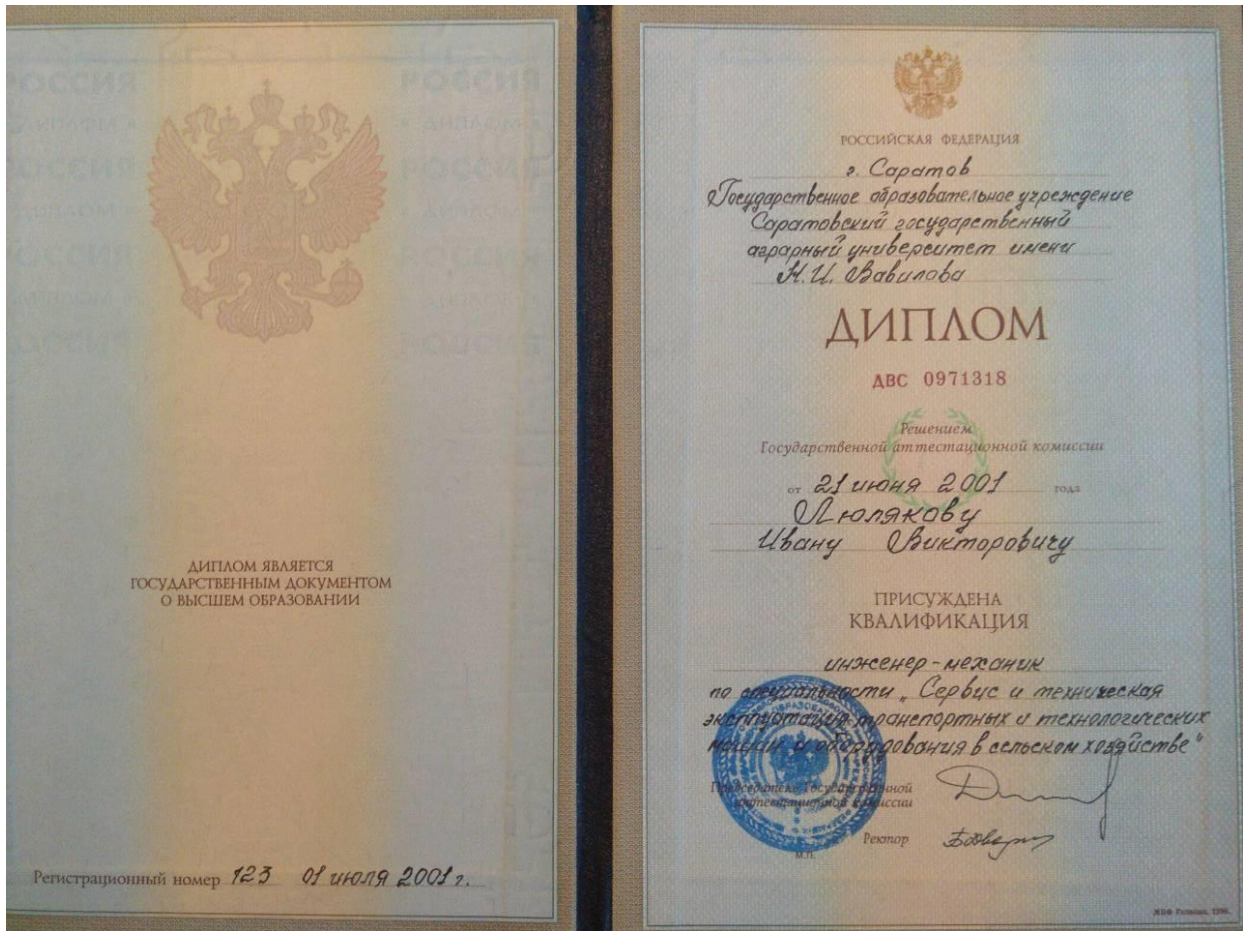 ДИПЛОМ ЯВЛЯЕТСЯ
ГОСУДАРСТВЕННЫМ ДОКУМЕНТОМ
О ВЫСШЕМ ОБРАЗОВАНИИ
Регистрационный номер 123 01 июля 2001 г.
РОССИЙСКАЯ ФЕДЕРАЦИЯ
г. Саратов
Государственное образовательное учреждение
Саратовский государственный
аграрный университет имени
Н.И. Вавилова
ДИПЛОМ
ДВС 0971318
Решением
Государственной аттестационной комиссии
от 21 июня 2001 года
Люлякову
Ивану Викторовичу
ПРИСУЖДЕНА
КВАЛИФИКАЦИЯ
инженер-механик
по специальности „Сервис и техническая
эксплуатация транспортных и технологических
машин и оборудования в сельском хозяйстве"
Председатель Государственной
аттестационной комиссии
Ректор
М.П.